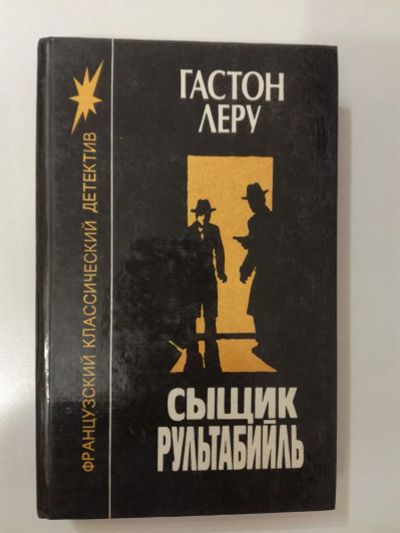 ГАСТОН
ЛЕРУ
ФРАНЦУЗСКИЙ КЛАССИЧЕСКИЙ ДЕТЕКТИВ
СЫЩИК
РУЛЬТАБИЙЛЬ